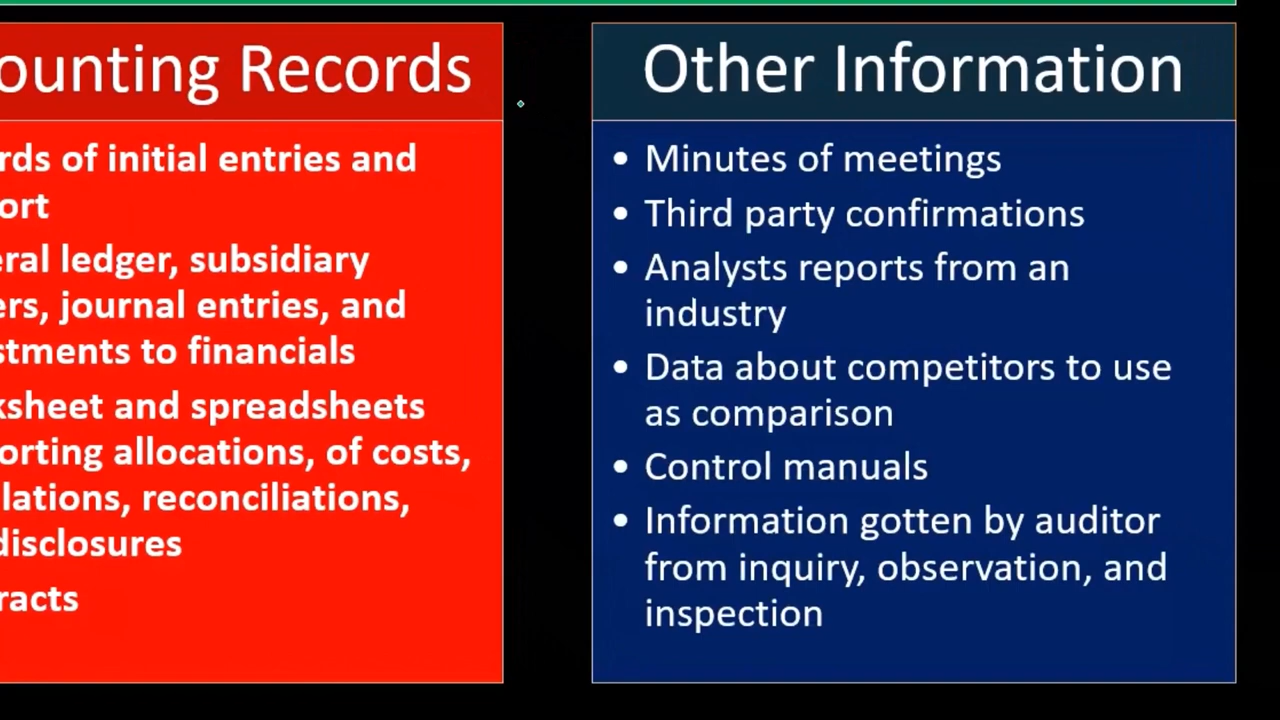 ounting Records
rds of initial entries and
ort
eral ledger, subsidiary
ers, journal entries, and
stments to financials
ksheet and spreadsheets
orting allocations, of costs,
lations, reconciliations,
disclosures
racts
Other Information
• Minutes of meetings
• Third party confirmations
• Analysts reports from an
industry
• Data about competitors to use
as comparison
• Control manuals
• Information gotten by auditor
from inquiry, observation, and
inspection